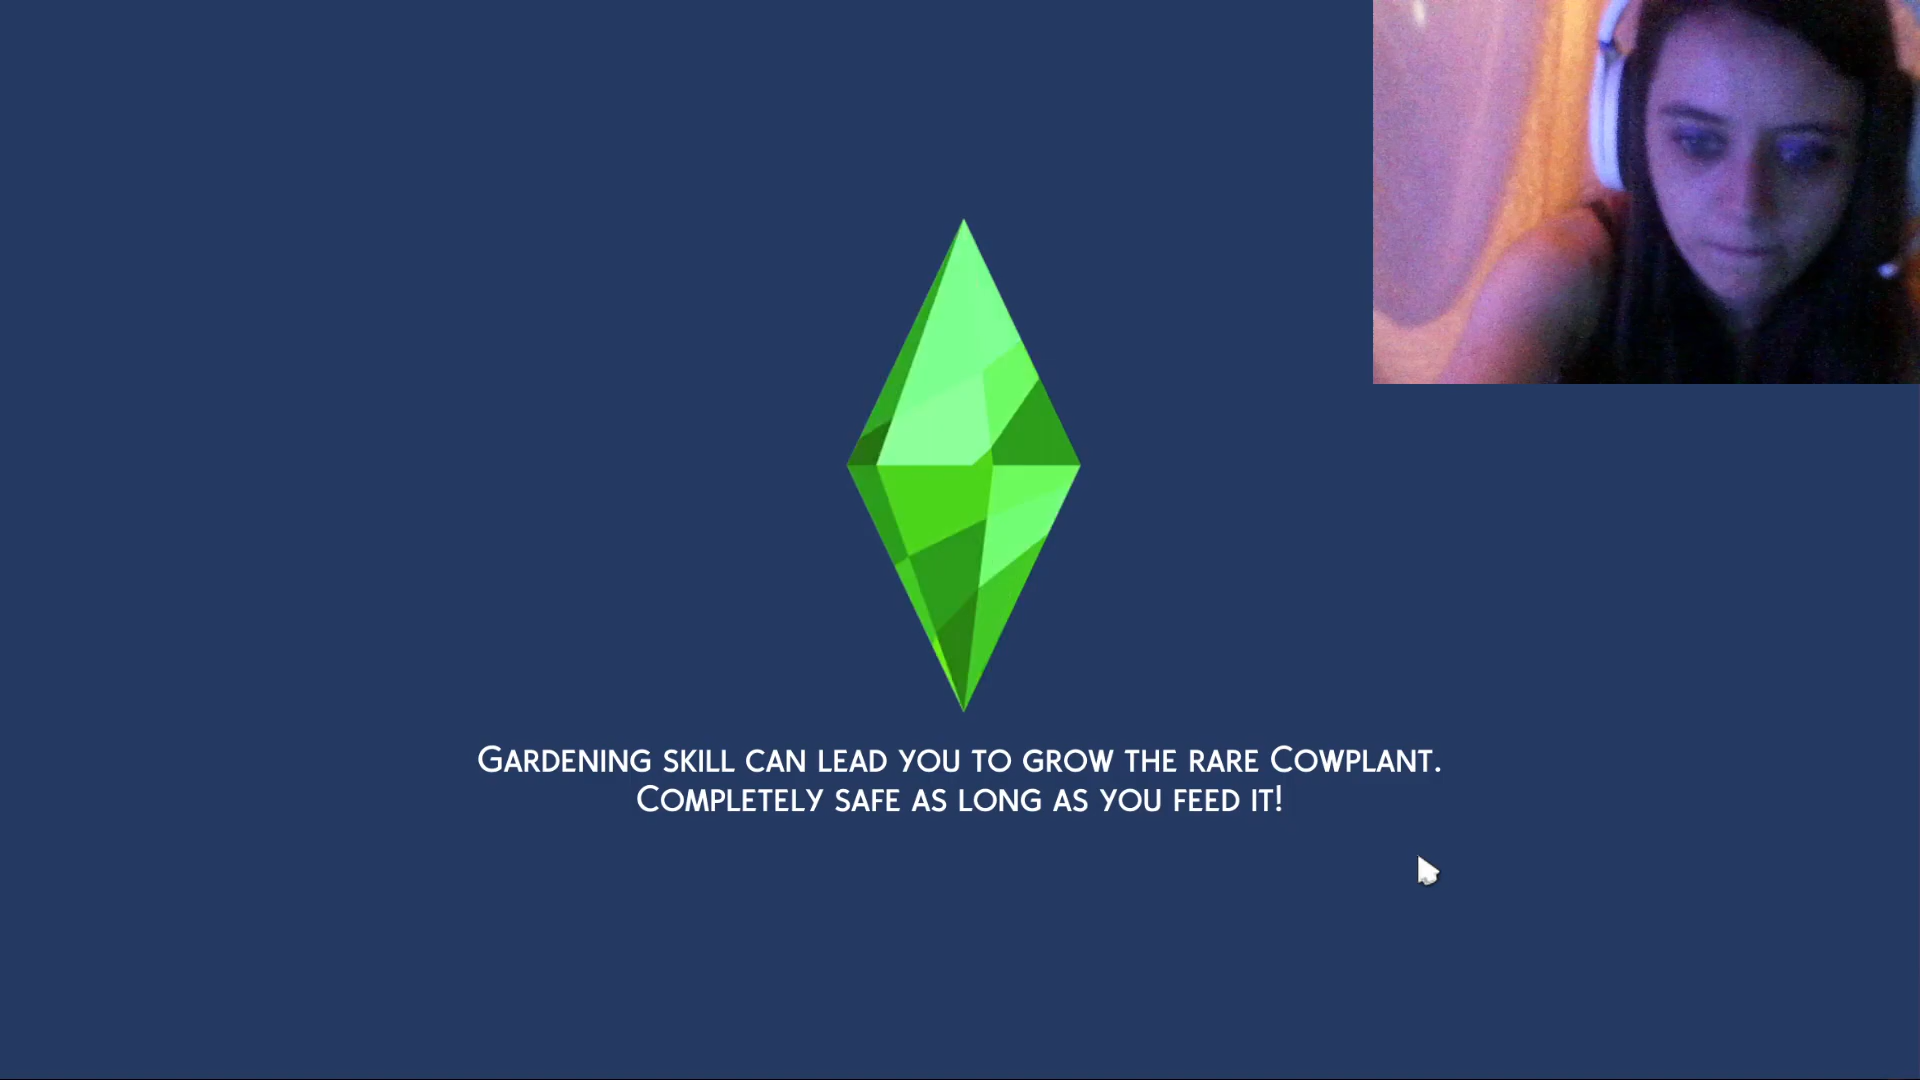 Gardening skill can lead you to grow the rare Cowplant.
Completely safe as long as you feed it!